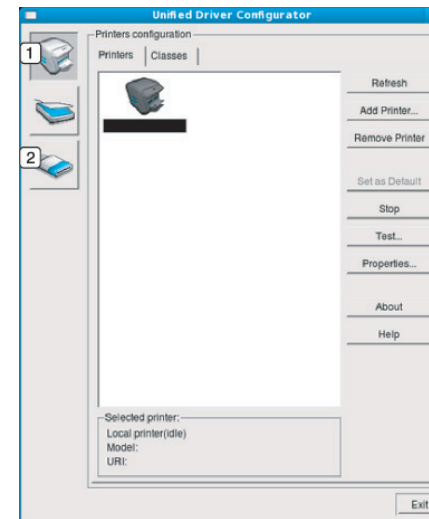 Unified Driver Configurator
1
2
Printers configuration
Printers
Classes
Refresh
Add Printer...
Remove Printer
Set as Default
Stop
Test...
Properties...
About
Help
Selected printer:
Local printer(idle)
Model:
URI:
Exit